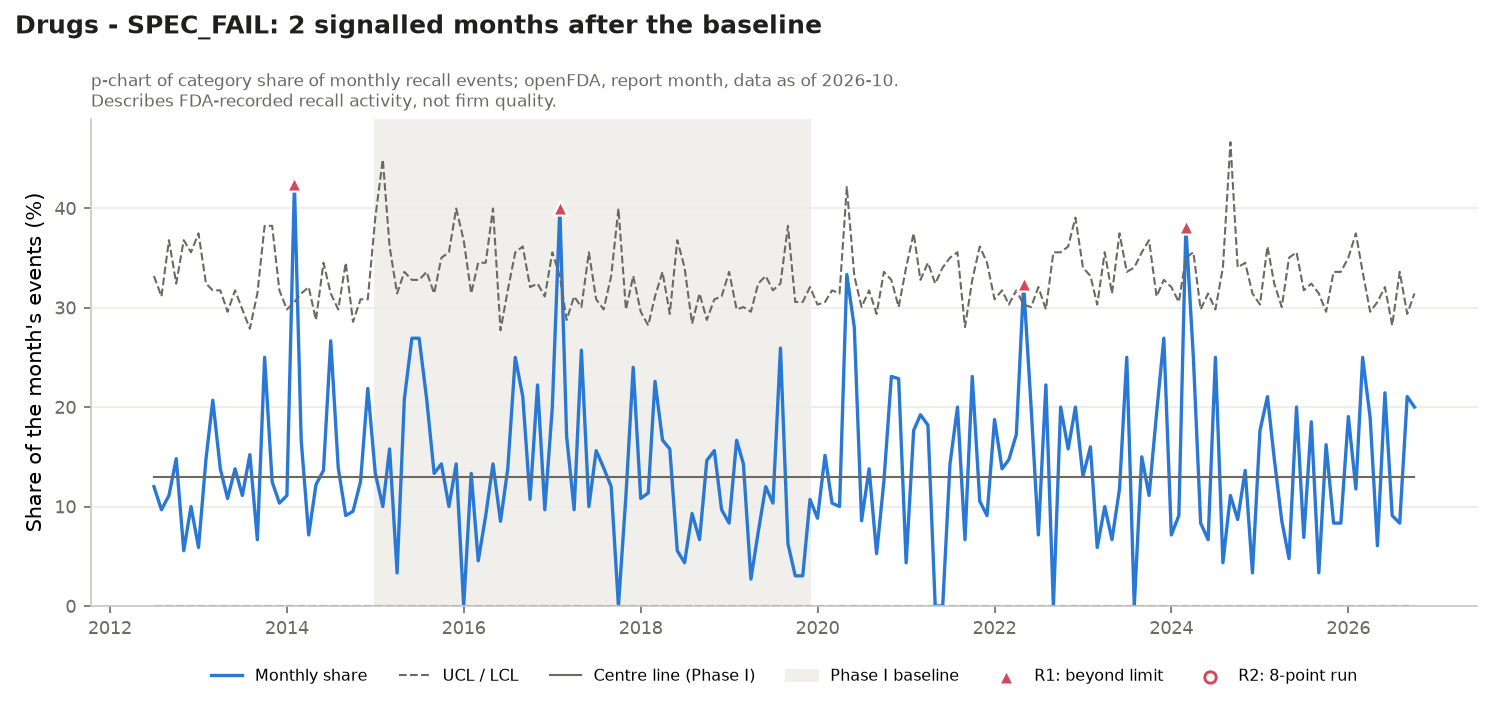 Drugs - SPEC_FAIL: 2 signalled months after the baseline
p-chart of category share of monthly recall events; openFDA, report month, data as of 2026-10.
Describes FDA-recorded recall activity, not firm quality.
Share of the month's events (%)
40
30
20
10
0
2012 2014 2016 2018 2020 2022 2024 2026
Monthly share UCL / LCL Centre line (Phase I) Phase I baseline R1: beyond limit R2: 8-point run